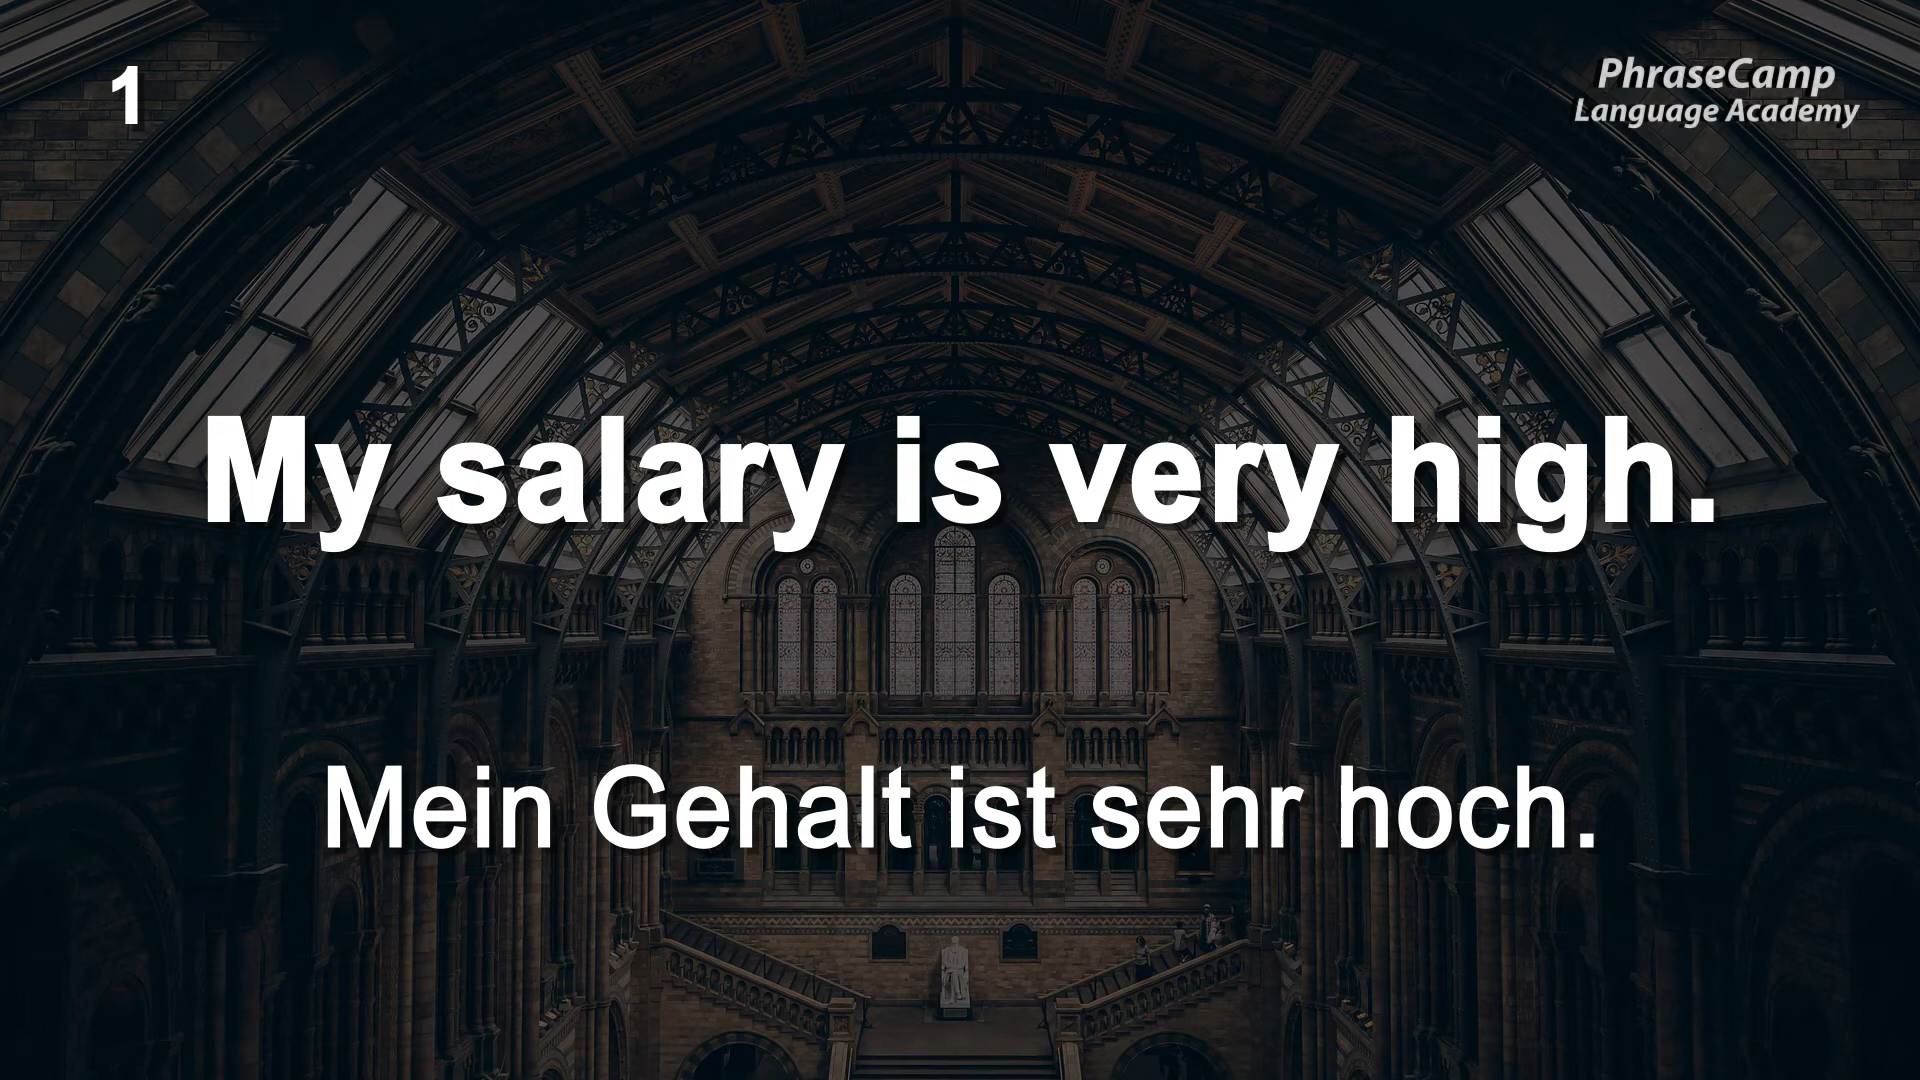 1
PhraseCamp
Language Academy
My salary is very high.
Mein Gehalt ist sehr hoch.